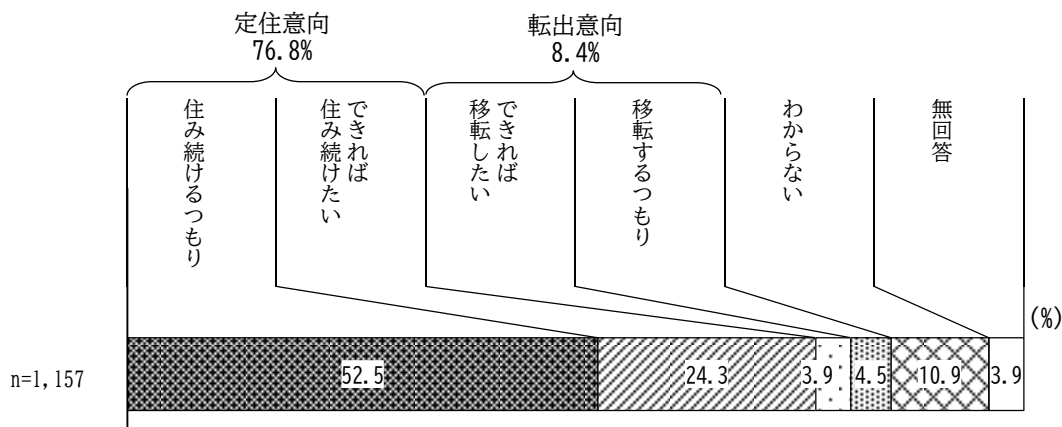 定住意向
76.8%
転出意向
8.4%
住み続けるつもり
できれば
住み続けたい
できれば
移転したい
移転するつもり
わからない
無回答
(%)
n=1,157
52.5
24.3
3.9
4.5
10.9
3.9